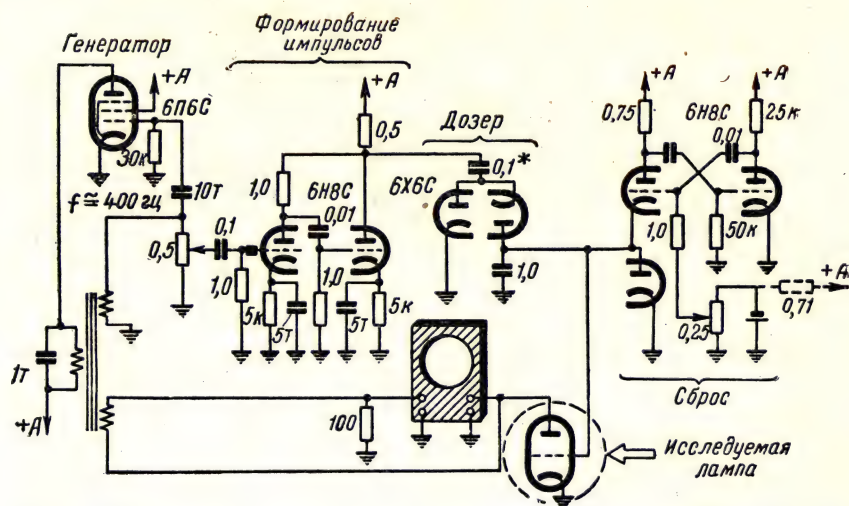 Формирование
импульсов
Генератор
+А
6П6С
30к
10т
f ≅ 400 гц
0,5
0,1
1,0
1,0
6Н8С
0,01
+А
0,5
1,0
5к
5т
5т
5к
Дозер
0,1*
6Х6С
1,0
+А
0,75
6Н8С
0,01
+А
25к
1,0
50к
0,25
0,71
+А
Сброс
1т
+А
100
Исследуемая
лампа